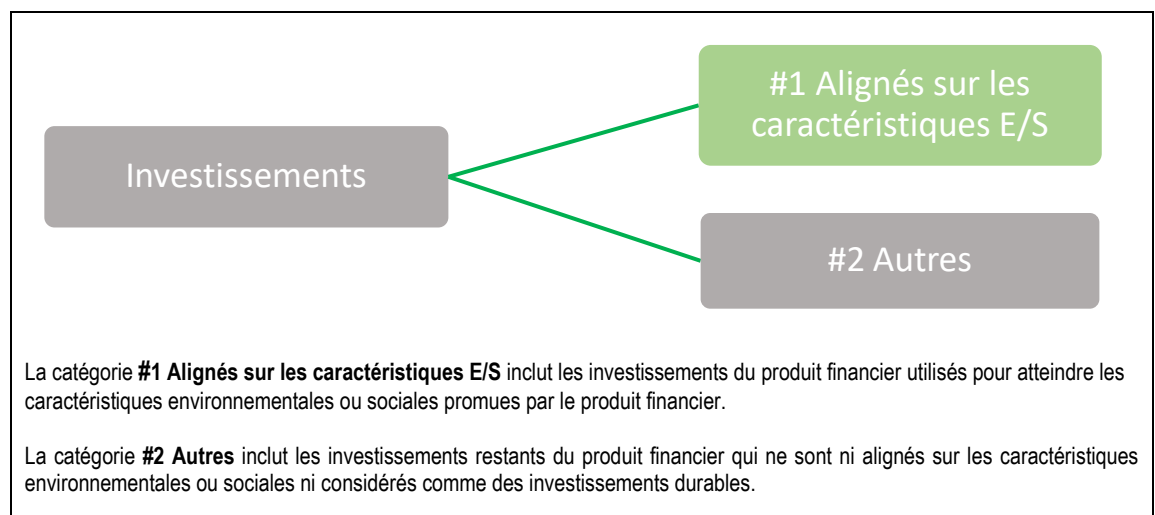 #1 Alignés sur les
caractéristiques E/S
Investissements
#2 Autres
La catégorie #1 Alignés sur les caractéristiques E/S inclut les investissements du produit financier utilisés pour atteindre les
caractéristiques environnementales ou sociales promues par le produit financier.
La catégorie #2 Autres inclut les investissements restants du produit financier qui ne sont ni alignés sur les caractéristiques
environnementales ou sociales ni considérés comme des investissements durables.